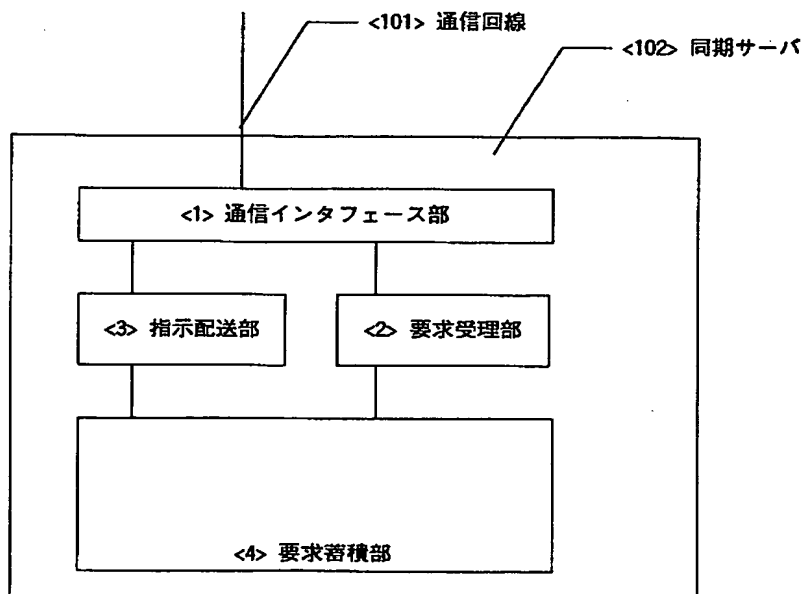 <101> 通信回線
<102> 同期サーバ
<1> 通信インタフェース部
<3> 指示配送部
<2> 要求受理部
<4> 要求蓄積部